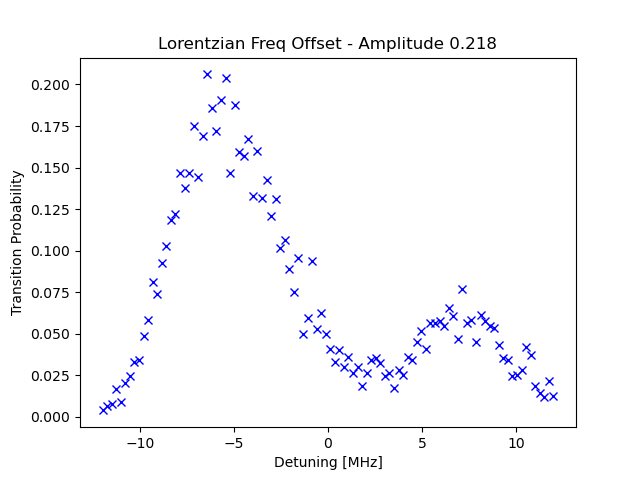 Lorentzian Freq Offset - Amplitude 0.218
0.200
0.175
0.150
0.125
0.100
0.075
0.050
0.025
0.000
Transition Probability
−10 −5 0 5 10
Detuning [MHz]